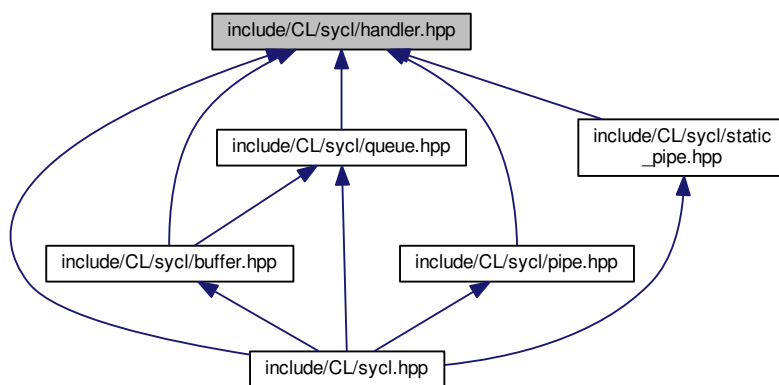 include/CL/sycl/handler.hpp
include/CL/sycl/queue.hpp
include/CL/sycl/static
_pipe.hpp
include/CL/sycl/buffer.hpp
include/CL/sycl/pipe.hpp
include/CL/sycl.hpp